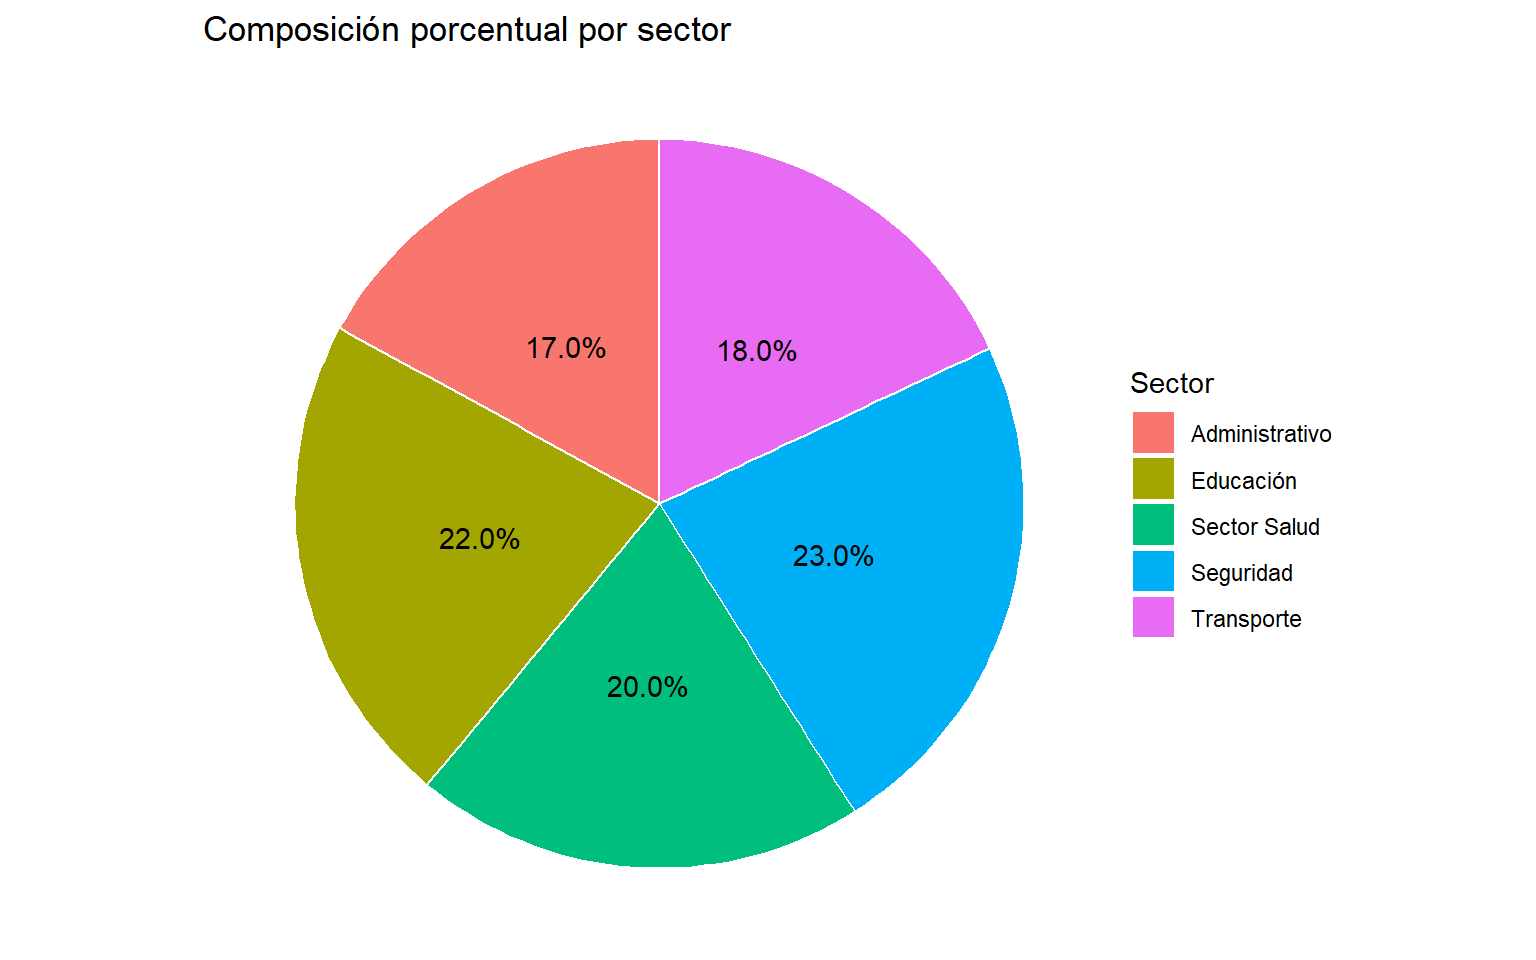 Composición porcentual por sector
17.0%
18.0%
22.0%
23.0%
20.0%
Sector
Administrativo
Educación
Sector Salud
Seguridad
Transporte